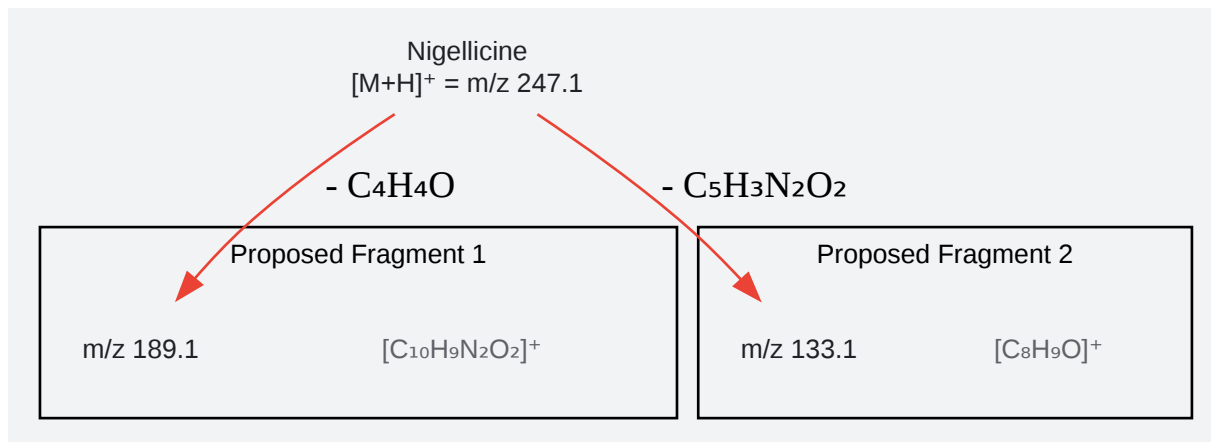 Nigellicine
[M+H]⁺ = m/z 247.1
- C₄H₄O
- C₅H₃N₂O₂
Proposed Fragment 1
Proposed Fragment 2
m/z 189.1
[C₁₀H₉N₂O₂]⁺
m/z 133.1
[C₈H₉O]⁺